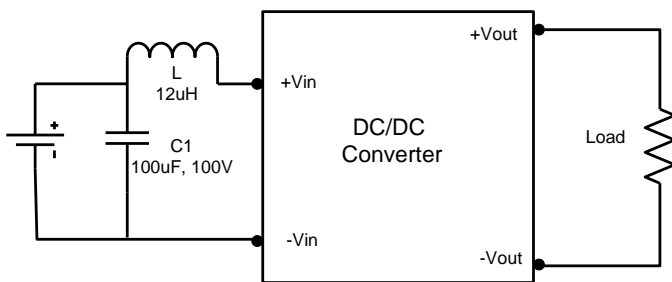 +Vout
L
12uH
+Vin
+
-
C1
100uF, 100V
DC/DC
Converter
Load
-Vin
-Vout